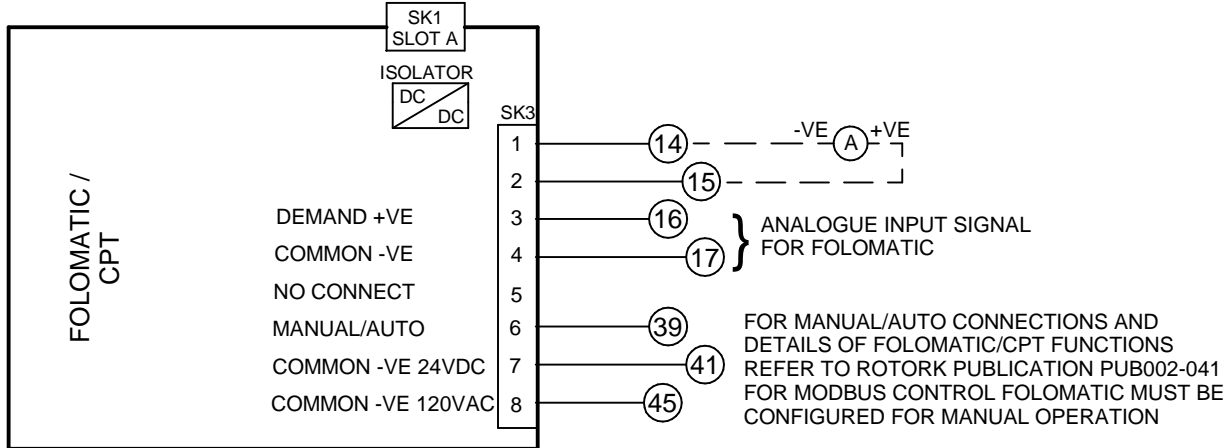 SK1
SLOT A
ISOLATOR
DC
DC
SK3
FOLOMATIC /
CPT
1
14
-VE A +VE
2
15
DEMAND +VE 3
16
COMMON -VE 4
17
} ANALOGUE INPUT SIGNAL
FOR FOLOMATIC
NO CONNECT 5
MANUAL/AUTO 6
39
COMMON -VE 24VDC 7
41
COMMON -VE 120VAC 8
45
FOR MANUAL/AUTO CONNECTIONS AND
DETAILS OF FOLOMATIC/CPT FUNCTIONS
REFER TO ROTORK PUBLICATION PUB002-041
FOR MODBUS CONTROL FOLOMATIC MUST BE
CONFIGURED FOR MANUAL OPERATION